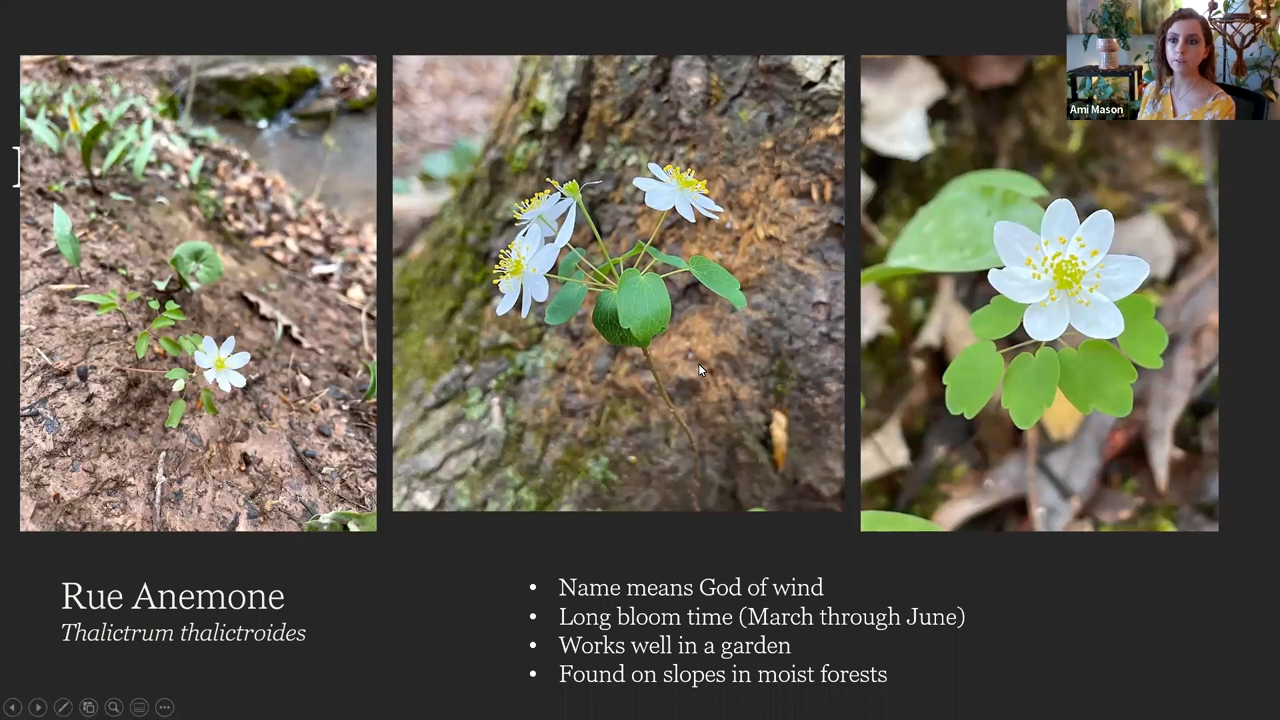 Ami Mason
Rue Anemone
Thalictrum thalictroides
• Name means God of wind
• Long bloom time (March through June)
• Works well in a garden
• Found on slopes in moist forests